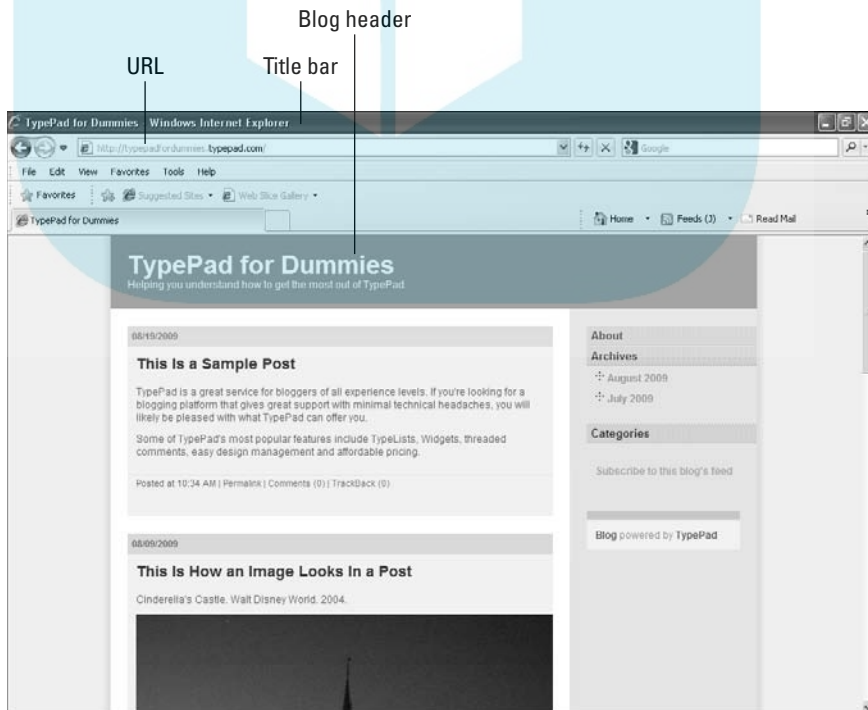 Blog header
URL
Title bar
TypePad for Dummies - Windows Internet Explorer
http://typepadfordummies.typepad.com/
Google
File Edit View Favorites Tools Help
Favorites Suggested Sites Web Slice Gallery
TypePad for Dummies
Home Feeds (J) Read Mail
TypePad for Dummies
Helping you understand how to get the most out of TypePad
08/19/2009
This Is a Sample Post
TypePad is a great service for bloggers of all experience levels. If you're looking for a
blogging platform that gives great support with minimal technical headaches, you will
likely be pleased with what TypePad can offer you.
Some of TypePad's most popular features include TypeLists, Widgets, threaded
comments, easy design management and affordable pricing.
Posted at 10:34 AM | Permalink | Comments (0) | TrackBack (0)
08/09/2009
This Is How an Image Looks In a Post
Cinderella's Castle. Walt Disney World. 2004.
About
Archives
August 2009
July 2009
Categories
Subscribe to this blog's feed
Blog powered by TypePad